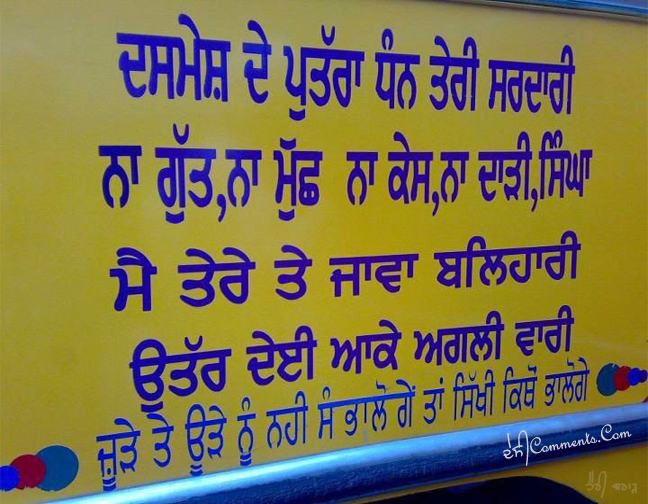 ਦਸਮੇਸ਼ ਦੇ ਪੁਤੱਰਾ ਧੰਨ ਤੇਰੀ ਸਰਦਾਰੀ
ਨਾ ਗੁੱਤ,ਨਾ ਮੁੱਛ ਨਾ ਕੇਸ,ਨਾ ਦਾੜੀ,ਸਿੰਘਾ
ਮੈ ਤੇਰੇ ਤੇ ਜਾਵਾ ਬਲਿਹਾਰੀ
ਉਤੱਰ ਦੇਈ ਆਕੇ ਅਗਲੀ ਵਾਰੀ
ਜੂੜੇ ਤੇ ਊੜੇ ਨੂੰ ਨਹੀ ਸੰਭਾਲੋ ਗੇਂ ਤਾਂ ਸਿੱਖੀ ਕਿਥੋਂ ਭਾਲੋਗੇ
ਦੇਸੀComments.Com